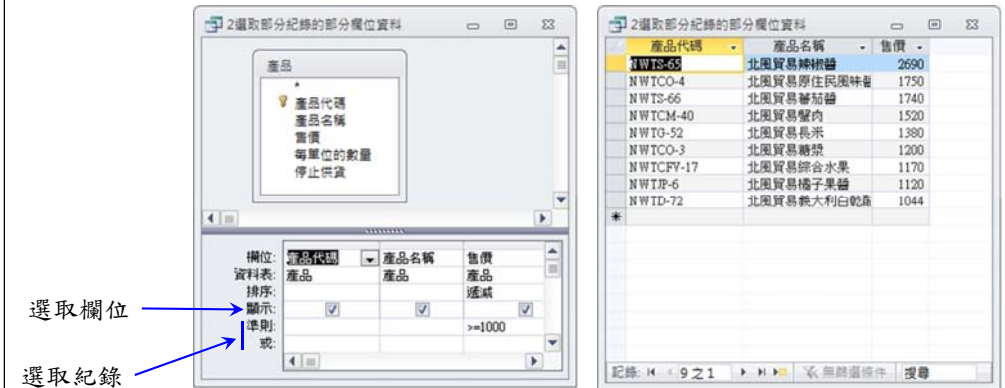 2選取部分紀錄的部分欄位資料
產品
*
產品代碼
產品名稱
售價
每單位的數量
停止供貨
欄位: 產品代碼 產品名稱 售價
資料表: 產品 產品 產品
排序: 遞減
顯示:
準則: >=1000
或:
選取欄位
選取紀錄
2選取部分紀錄的部分欄位資料
產品代碼 產品名稱 售價
NWTS-65 北風貿易辣椒醬 2690
NWTCO-4 北風貿易原住民風味醬 1750
NWTS-66 北風貿易蕃茄醬 1740
NWTCM-40 北風貿易蟹肉 1520
NWTG-52 北風貿易長米 1380
NWTCO-3 北風貿易糖漿 1200
NWTCFV-17 北風貿易綜合水果 1170
NWTJP-6 北風貿易橘子果醬 1120
NWTD-72 北風貿易義大利白乾酪 1044
*
記錄: 9 之 1 無篩選條件 搜尋